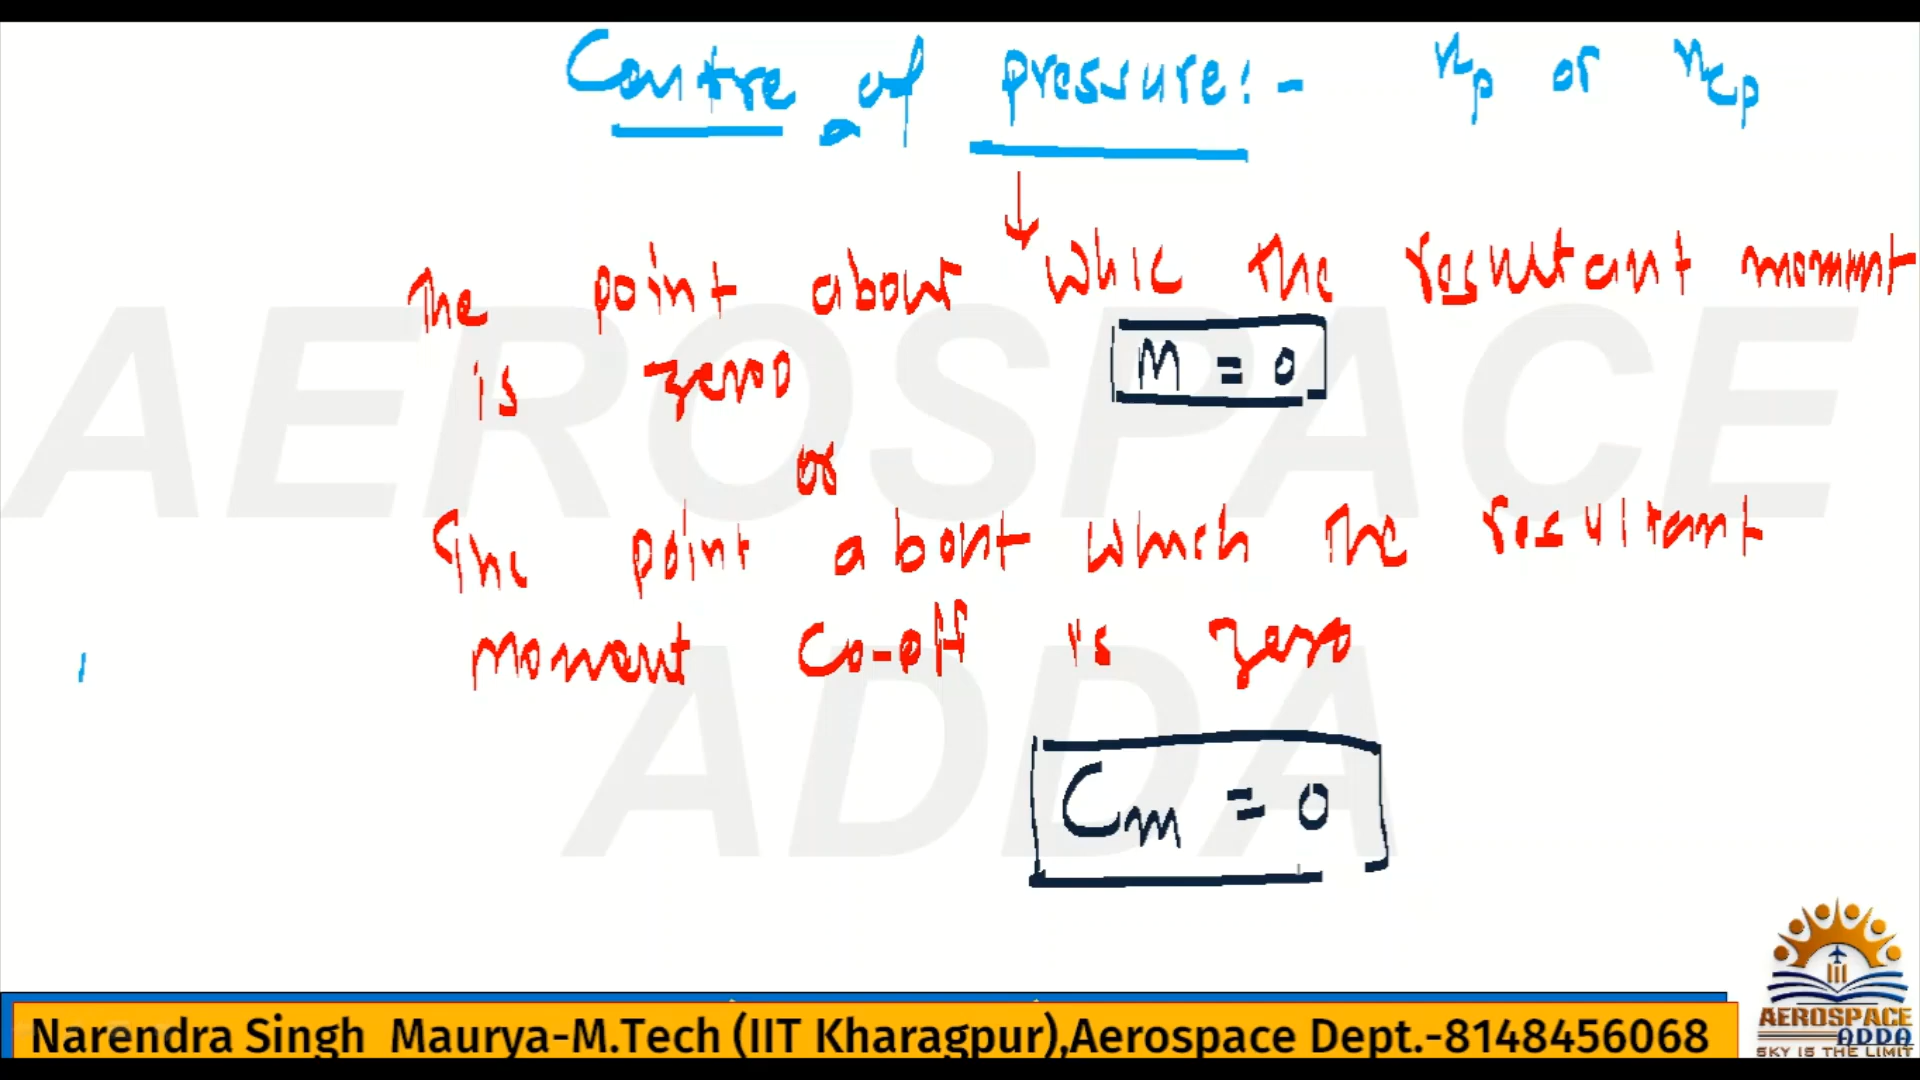 Centre of pressure:- xp or xcp
The point about whic the resultant moment
is zero
M = 0
or
The point about which the resultant
moment co-eff is zero
Cm = 0
AEROSPACE
ADDA
Narendra Singh Maurya-M.Tech (IIT Kharagpur),Aerospace Dept.-8148456068
AEROSPACE
ADDA
SKY IS THE LIMIT